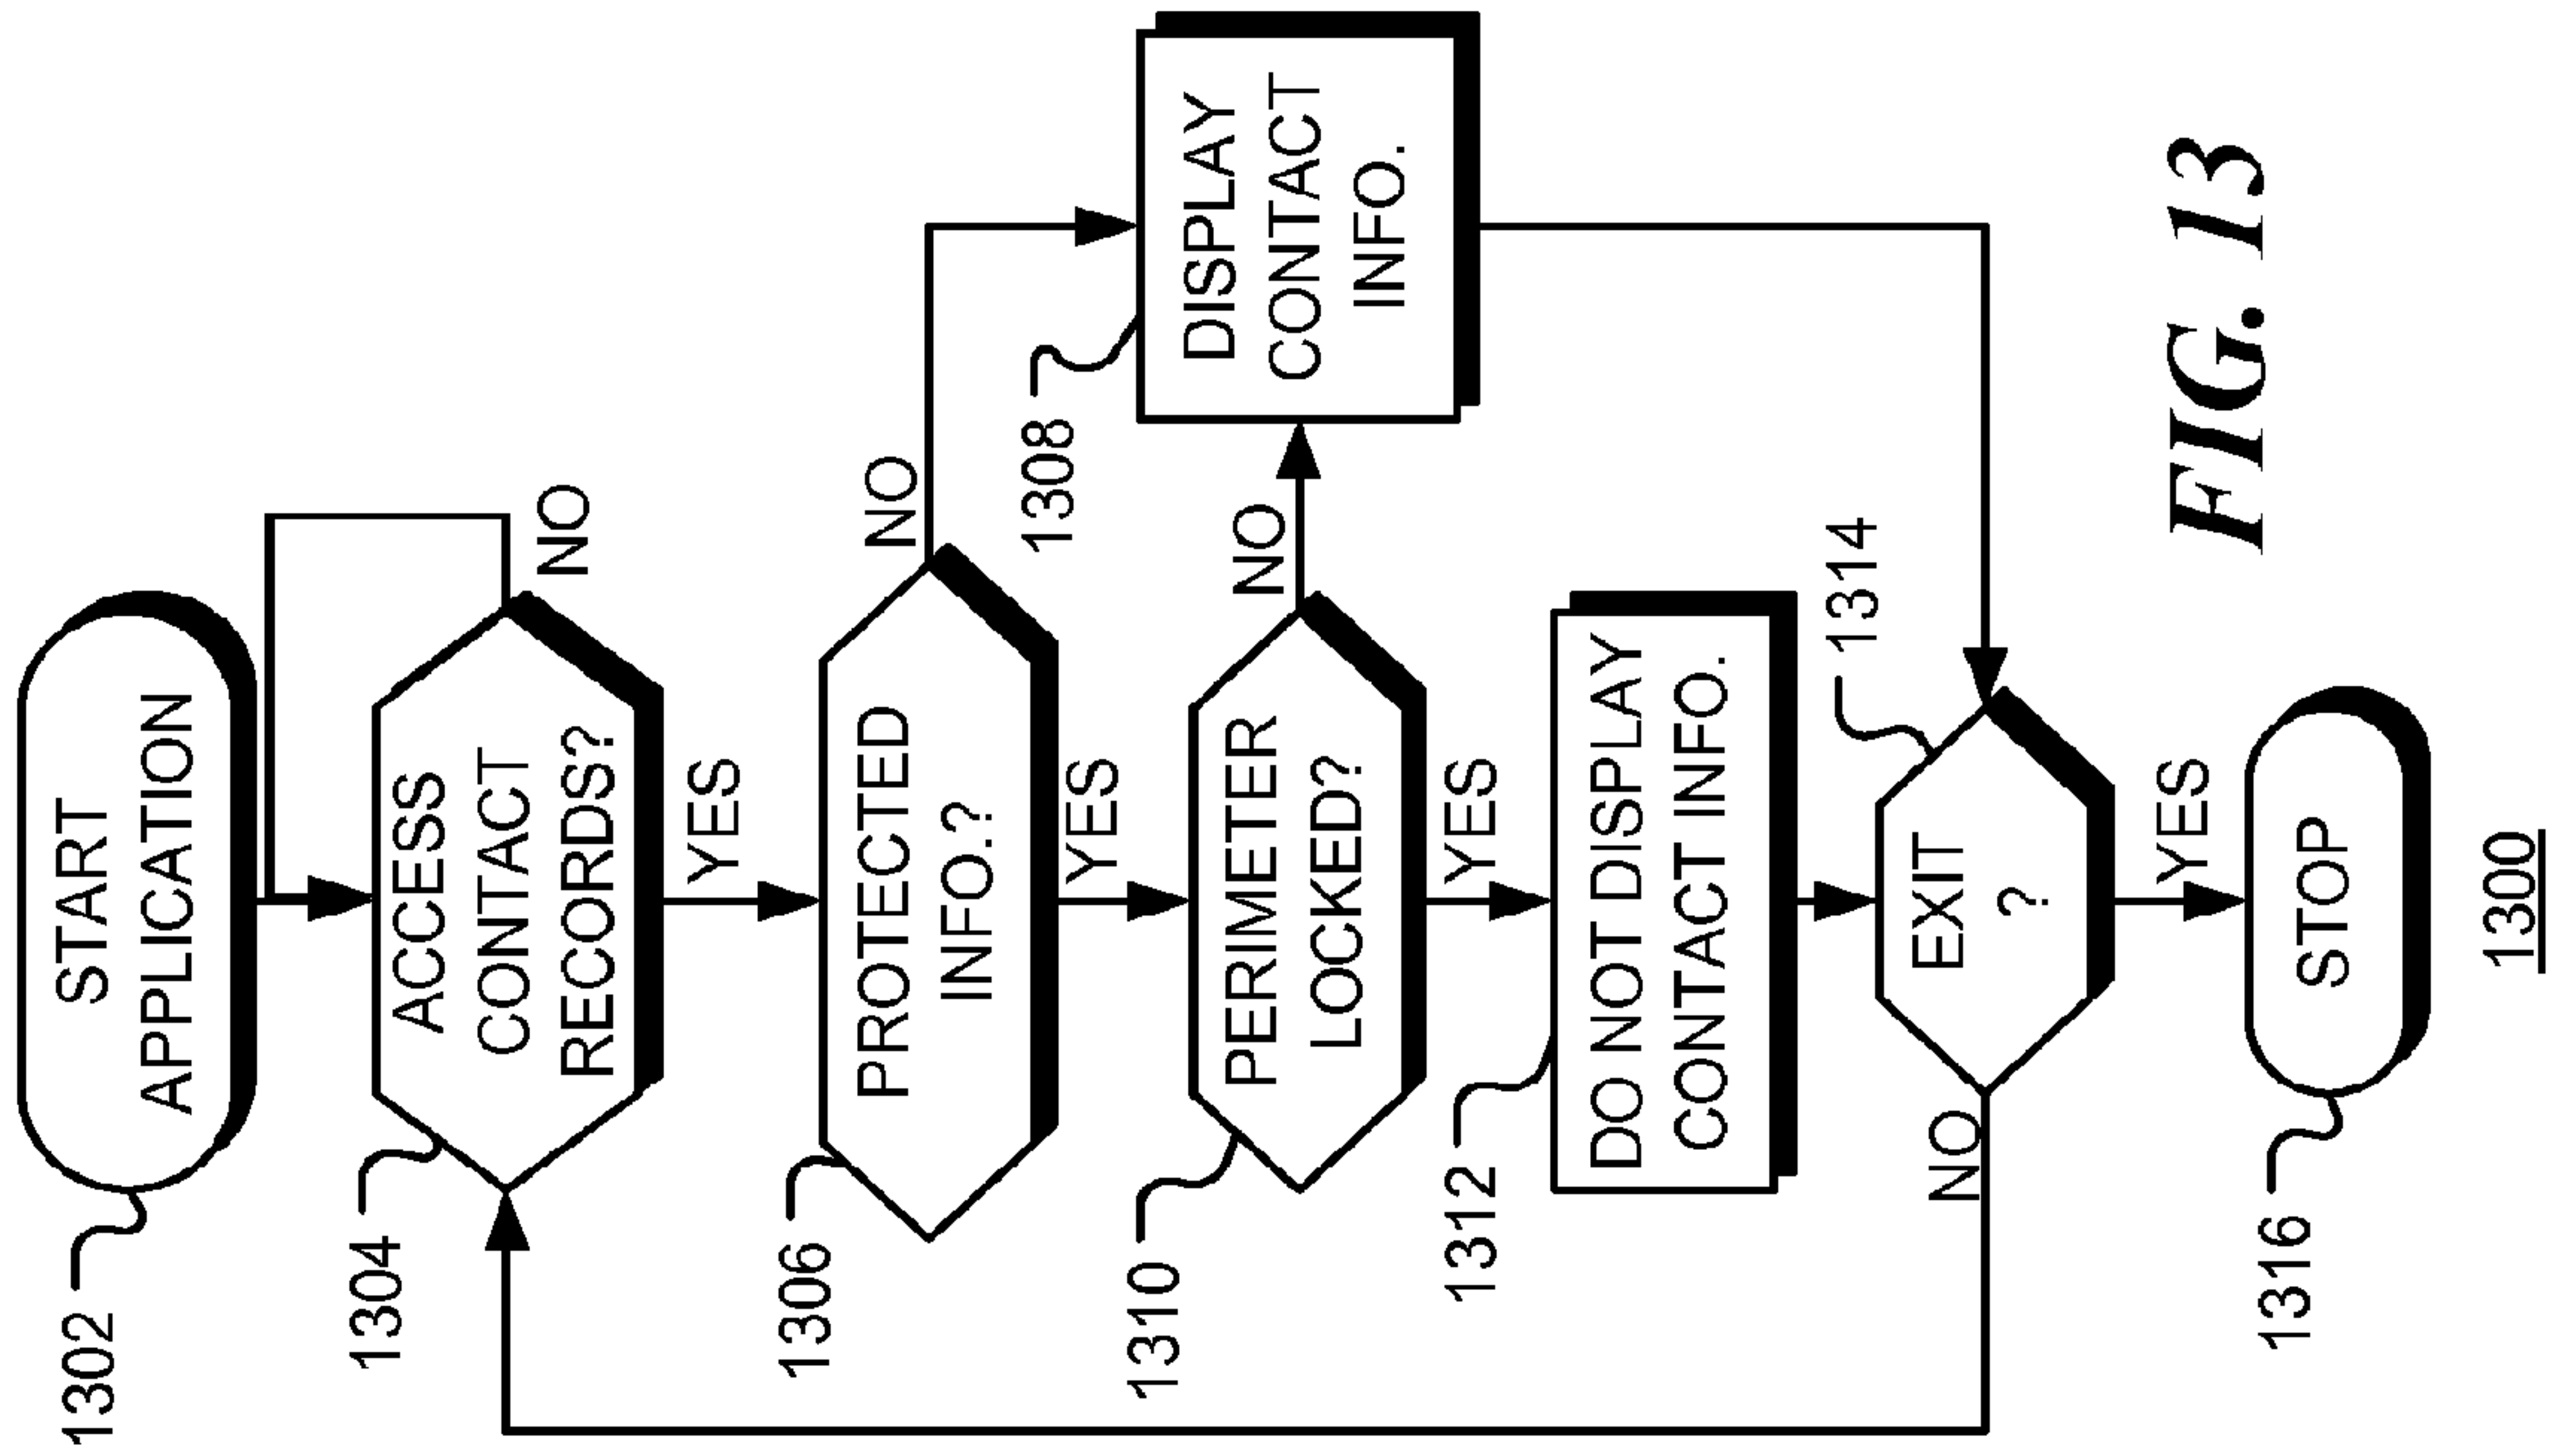 1302
START
APPLICATION
1304
ACCESS
CONTACT
RECORDS?
NO
YES
1306
PROTECTED
INFO.?
NO
YES
1308
DISPLAY
CONTACT
INFO.
1310
PERIMETER
LOCKED?
NO
YES
1312
DO NOT DISPLAY
CONTACT INFO.
1314
EXIT
?
NO
YES
1316
STOP
1300
FIG. 13